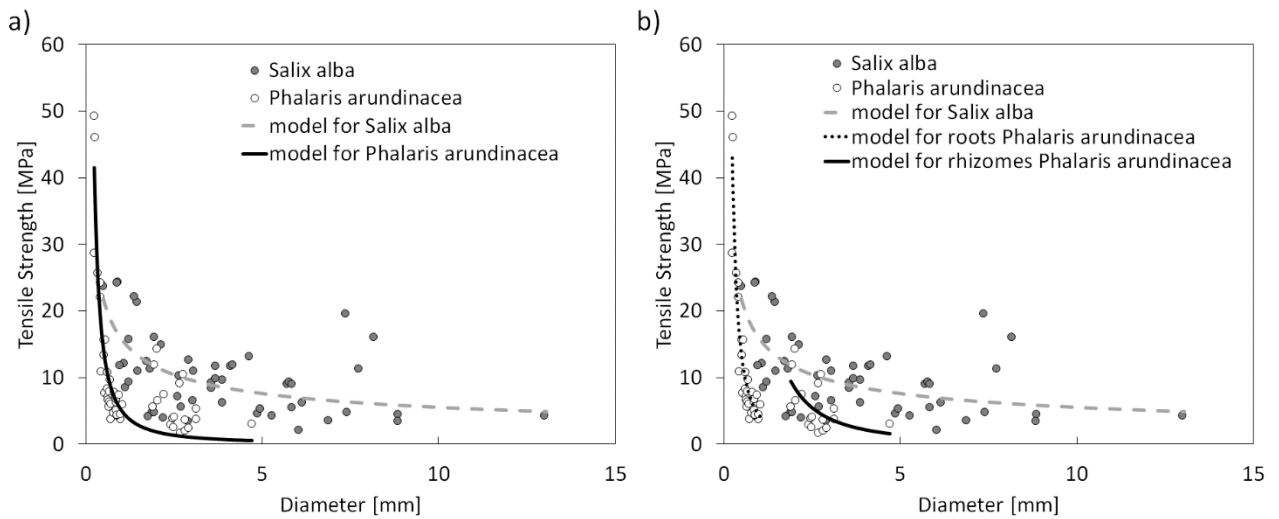 a)
60
50
40
30
20
10
0
Tensile Strength [MPa]
Salix alba
Phalaris arundinacea
model for Salix alba
model for Phalaris arundinacea
0 5 10 15
Diameter [mm]
b)
60
50
40
30
20
10
0
Tensile Strength [MPa]
Salix alba
Phalaris arundinacea
model for Salix alba
model for roots Phalaris arundinacea
model for rhizomes Phalaris arundinacea
0 5 10 15
Diameter [mm]